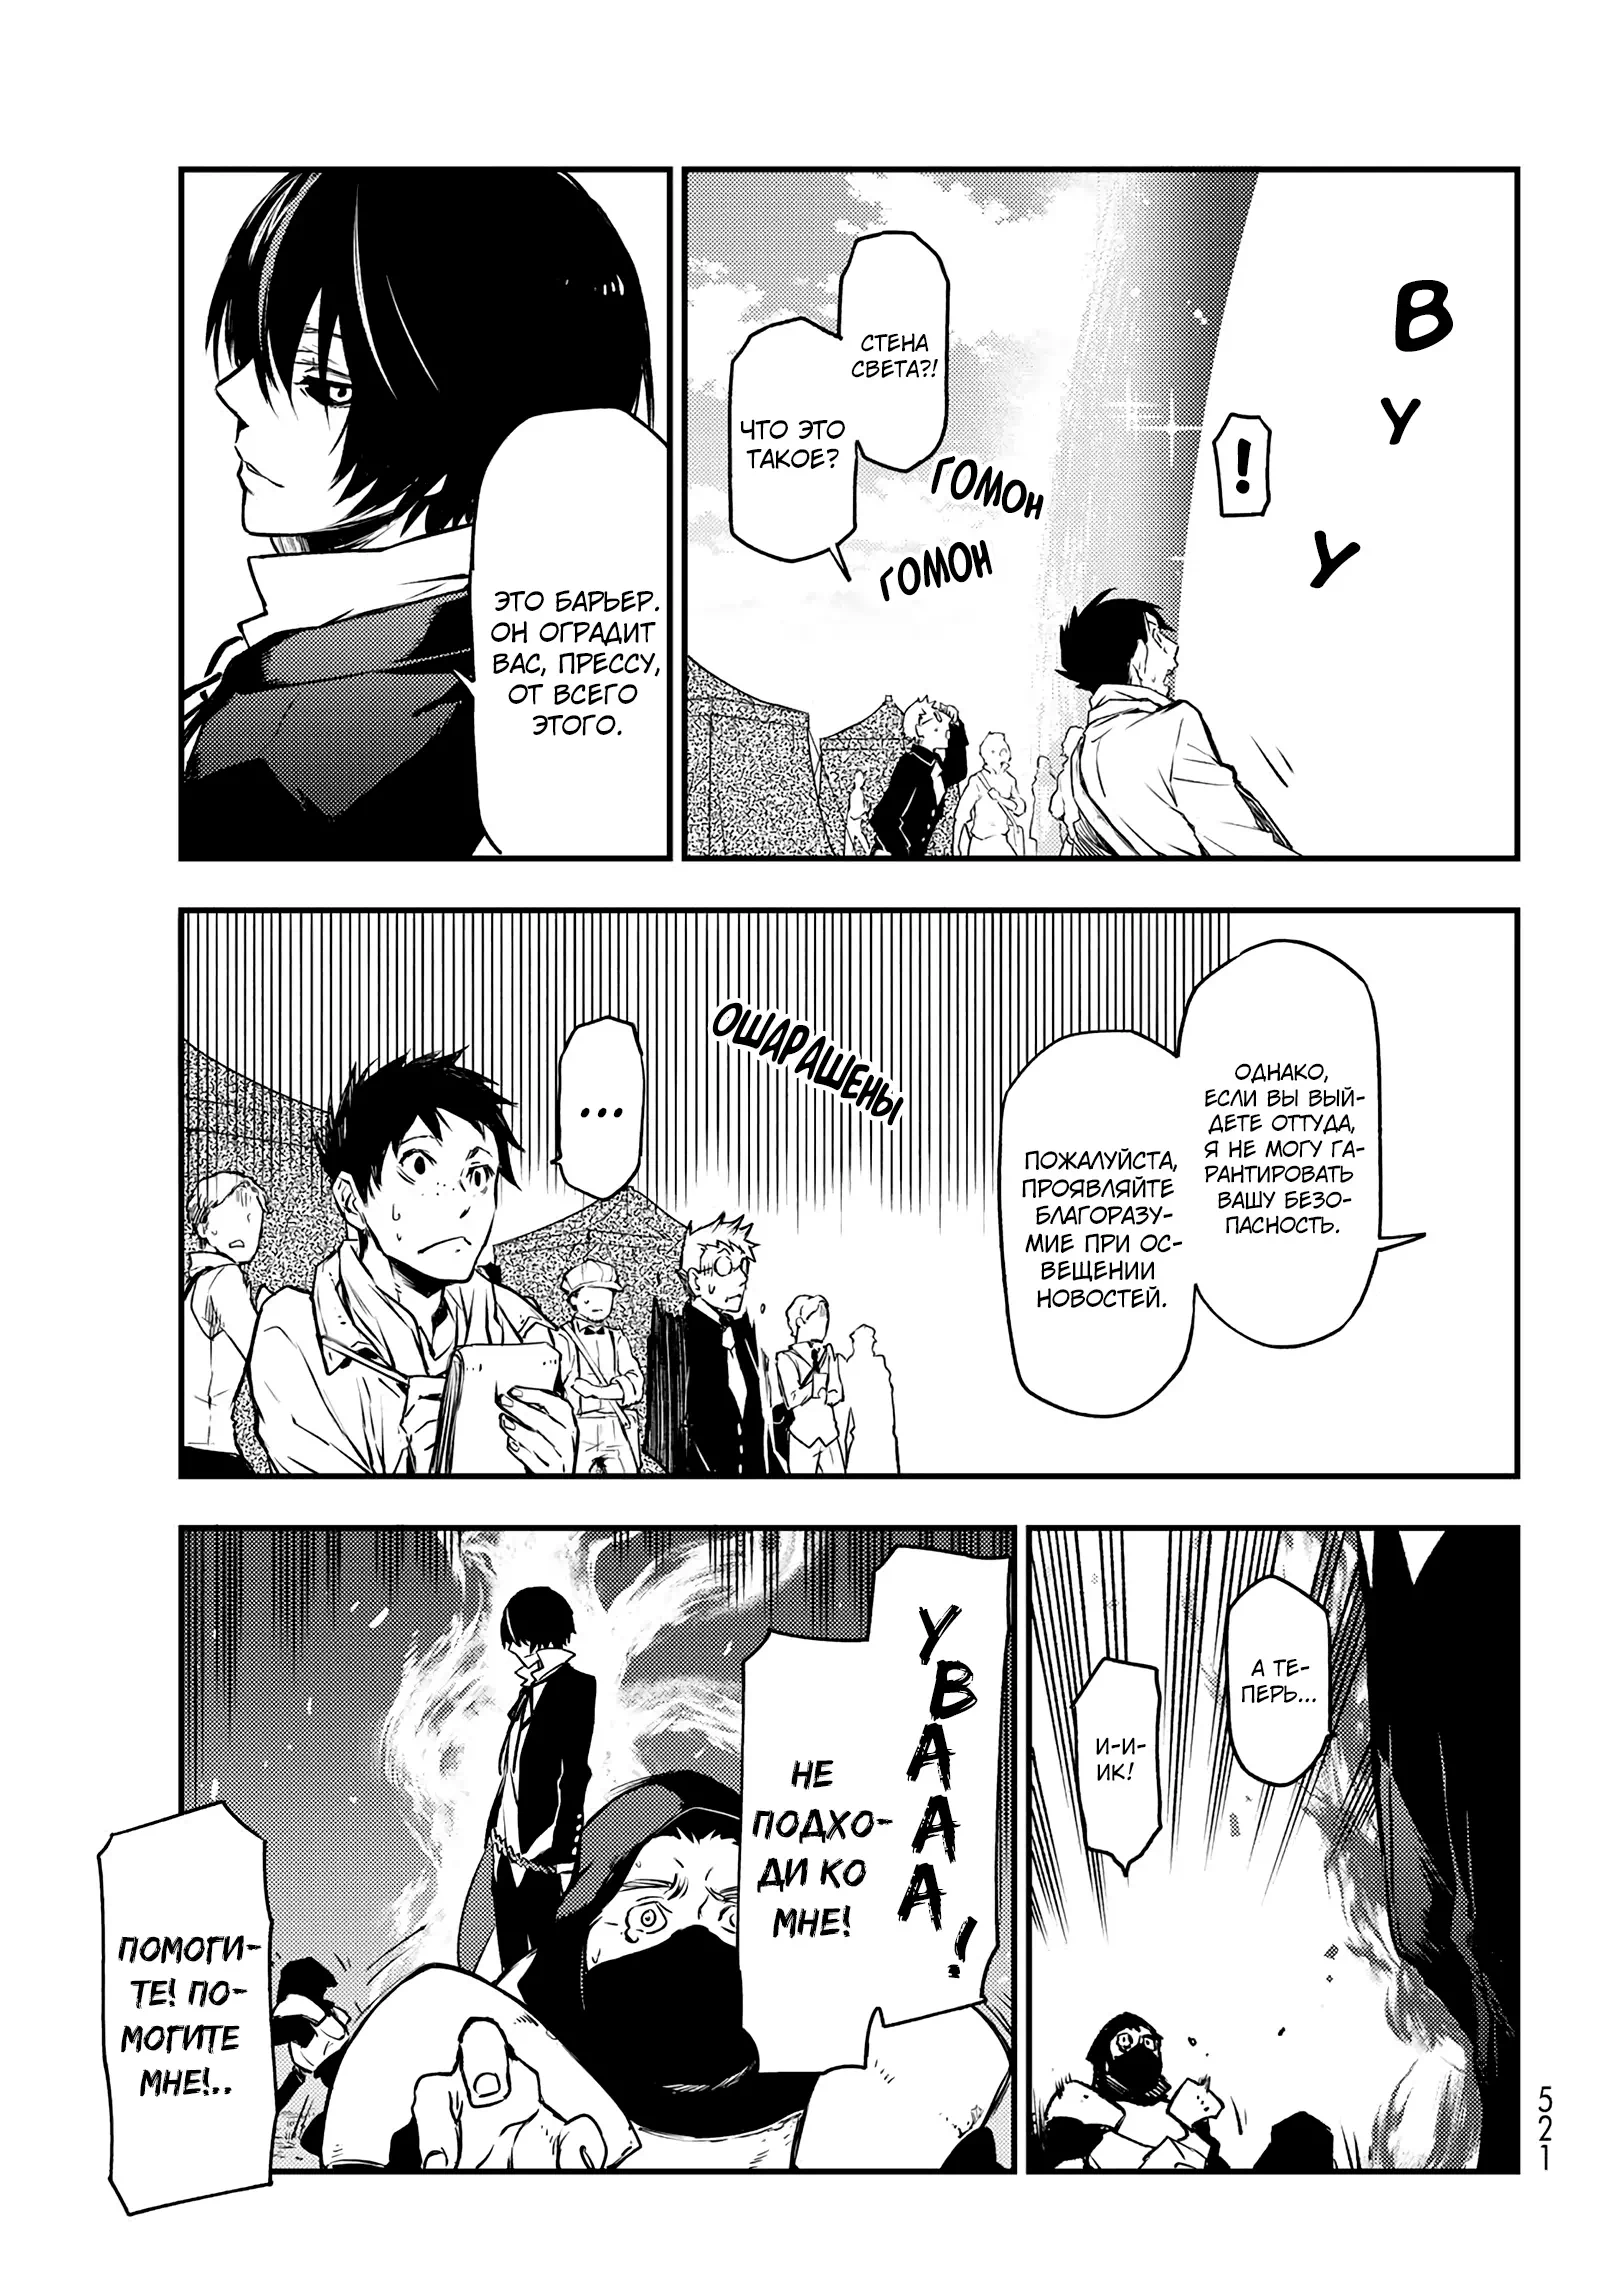 ВУУ
!
СТЕНА
СВЕТА?!
ЧТО ЭТО
ТАКОЕ?
ГОМОН
ГОМОН
ЭТО БАРЬЕР.
ОН ОГРАДИТ
ВАС, ПРЕССУ,
ОТ ВСЕГО
ЭТОГО.
ОДНАКО,
ЕСЛИ ВЫ ВЫЙ-
ДЕТЕ ОТТУДА,
Я НЕ МОГУ ГА-
РАНТИРОВАТЬ
ВАШУ БЕЗО-
ПАСНОСТЬ.
ПОЖАЛУЙСТА,
ПРОЯВЛЯЙТЕ
БЛАГОРАЗУ-
МИЕ ПРИ ОС-
ВЕЩЕНИИ
НОВОСТЕЙ.
ОШАРАШЕНЫ
...
А ТЕ-
ПЕРЬ...
И-И-
ИК!
УВАААА!
НЕ
ПОДХО-
ДИ КО
МНЕ!
ПОМОГИ-
ТЕ! ПО-
МОГИТЕ
МНЕ!..
521